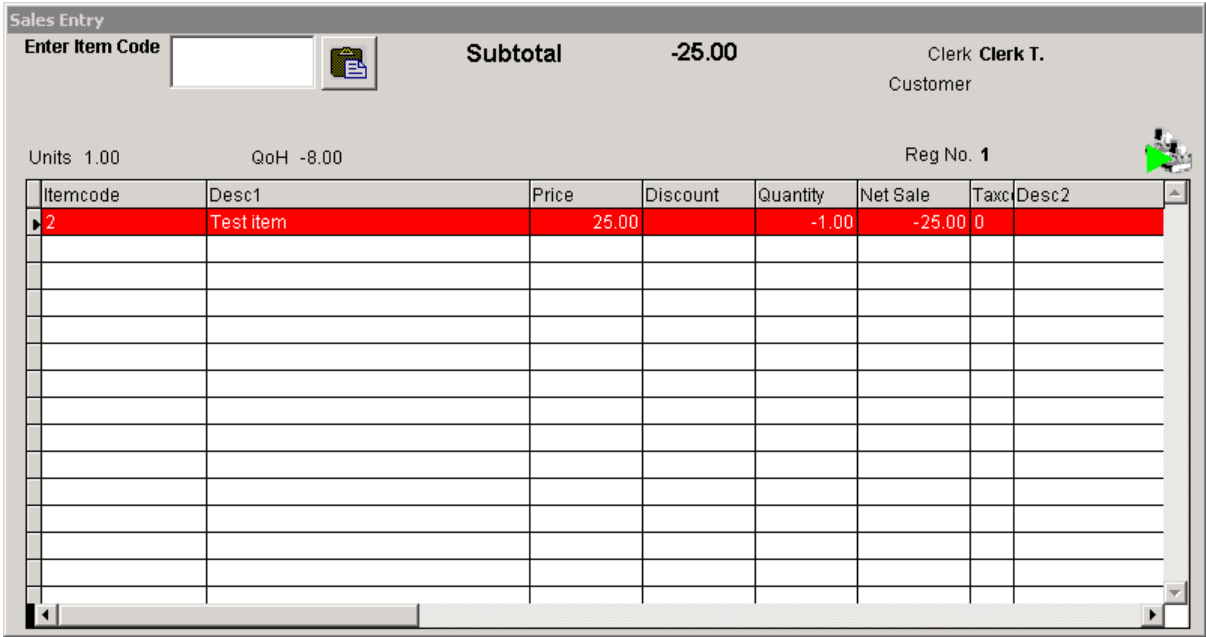 Sales Entry
Enter Item Code Subtotal -25.00 Clerk Clerk T.
Customer
Units 1.00 QoH -8.00 Reg No. 1
Itemcode Desc1 Price Discount Quantity Net Sale Taxc Desc2
2 Test item 25.00 -1.00 -25.00 0